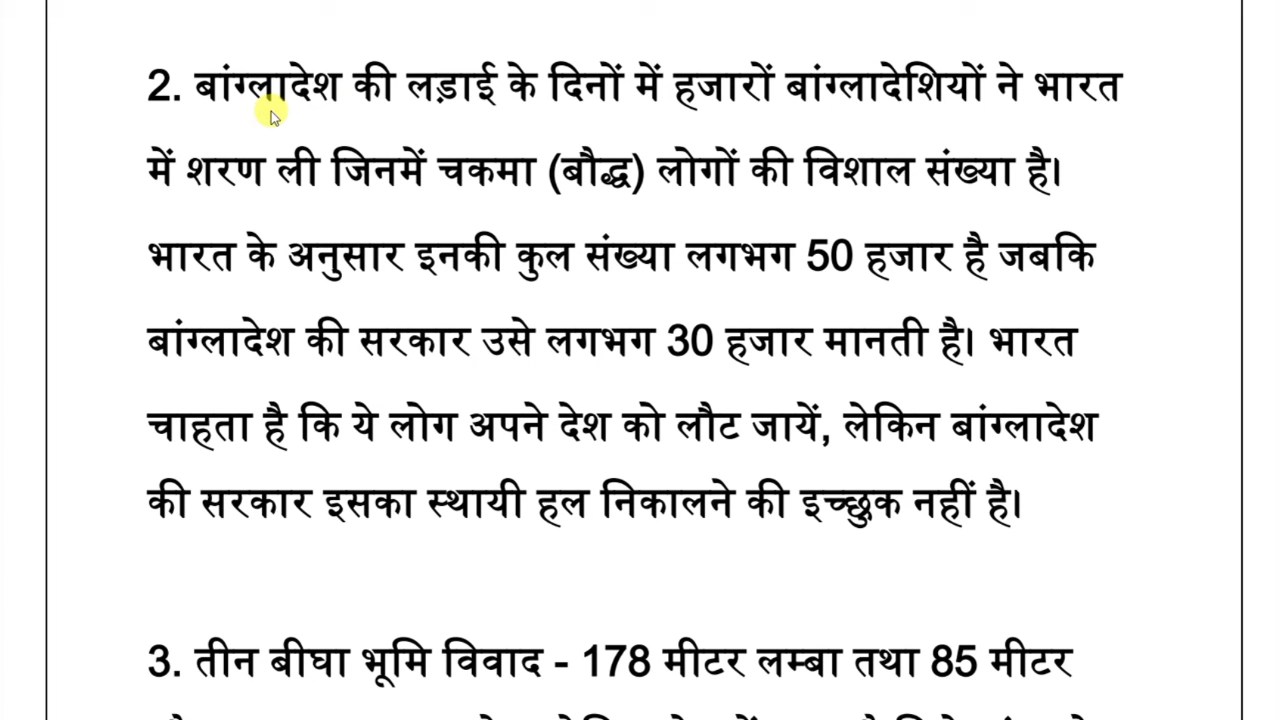 2. बांग्लादेश की लड़ाई के दिनों में हजारों बांग्लादेशियों ने भारत
में शरण ली जिनमें चकमा (बौद्ध) लोगों की विशाल संख्या है।
भारत के अनुसार इनकी कुल संख्या लगभग 50 हजार है जबकि
बांग्लादेश की सरकार उसे लगभग 30 हजार मानती है। भारत
चाहता है कि ये लोग अपने देश को लौट जायें, लेकिन बांग्लादेश
की सरकार इसका स्थायी हल निकालने की इच्छुक नहीं है।
3. तीन बीघा भूमि विवाद - 178 मीटर लम्बा तथा 85 मीटर